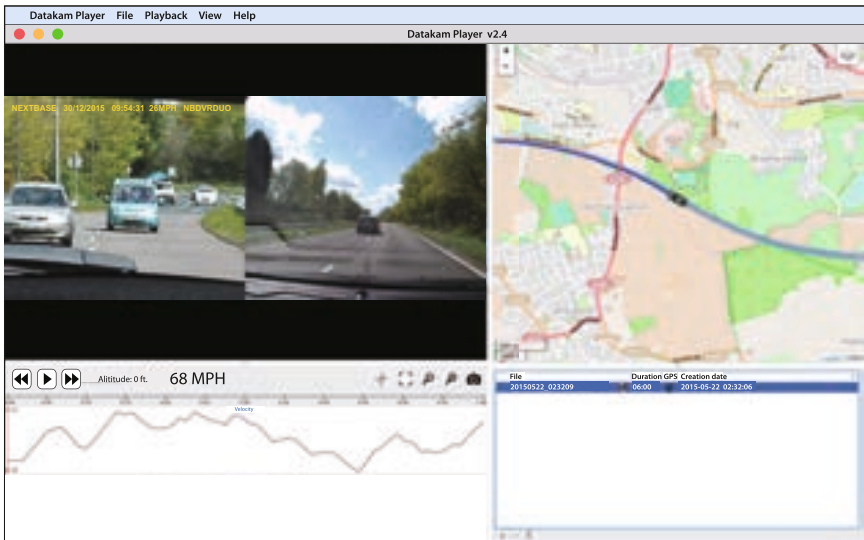 Datakam Player File Playback View Help
Datakam Player v2.4
NEXTBASE 30/12/2015 09:54:31 26MPH NBDVRDUO
Alititude: 0 ft. 68 MPH
Velocity
File Duration GPS Creation date
20150522_023209 06:00 2015-05-22 02:32:06